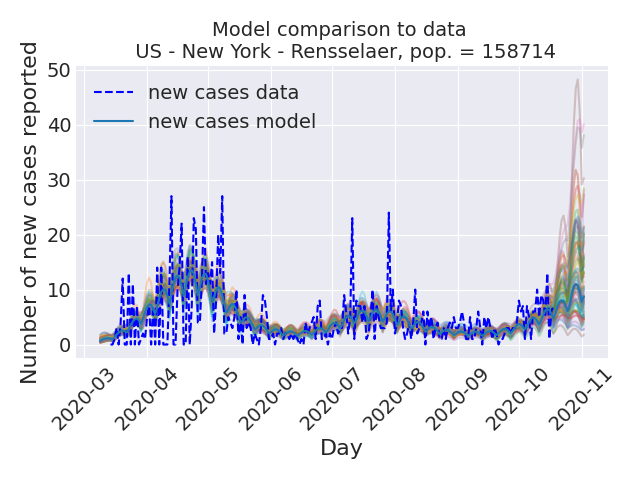 Model comparison to data
US - New York - Rensselaer, pop. = 158714
Number of new cases reported
50
40
30
20
10
0
new cases data
new cases model
2020-03
2020-04
2020-05
2020-06
2020-07
2020-08
2020-09
2020-10
2020-11
Day